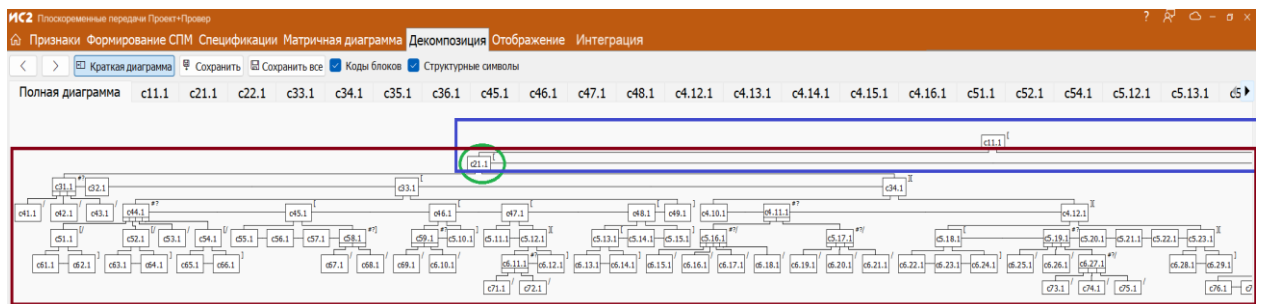 ИС2 Плоскоременные передачи Проект+Провер ?
Признаки Формирование СПМ Спецификации Матричная диаграмма Декомпозиция Отображение Интеграция
Краткая диаграмма Сохранить Сохранить все Коды блоков Структурные символы
Полная диаграмма c11.1 c21.1 c22.1 c33.1 c34.1 c35.1 c36.1 c45.1 c46.1 c47.1 c48.1 c4.12.1 c4.13.1 c4.14.1 c4.15.1 c4.16.1 c51.1 c52.1 c54.1 c5.12.1 c5.13.1
c11.1 [
c21.1 [
c31.1 #? c32.1 c33.1 [ c34.1 ][
c41.1 / c42.1 / c43.1 / c44.1 #? c45.1 [ c46.1 [ c47.1 ] c48.1 [ c49.1 ] c4.10.1 c4.11.1 #? c4.12.1 ][
c51.1 [/ c52.1 [/ c53.1 / c54.1 [/ c55.1 c56.1 c57.1 c58.1 #?] c59.1 #? c5.10.1 ] c5.11.1 c5.12.1 ][ c5.13.1 [ c5.14.1 [ c5.15.1 ] c5.16.1 #?/ c5.17.1 #?/ c5.18.1 [ c5.19.1 #? c5.20.1 c5.21.1 c5.22.1 c5.23.1 ][
c61.1 c62.1 ] c63.1 c64.1 ] c65.1 c66.1 ] c67.1 / c68.1 / c69.1 / c6.10.1 / c6.11.1 #? c6.12.1 ] c6.13.1 c6.14.1 ] c6.15.1 / c6.16.1 / c6.17.1 / c6.18.1 / c6.19.1 / c6.20.1 / c6.21.1 / c6.22.1 c6.23.1 c6.24.1 ] c6.25.1 / c6.26.1 / c6.27.1 #?/ c6.28.1 c6.29.1 ]
c71.1 / c72.1 / c73.1 / c74.1 / c75.1 / c76.1